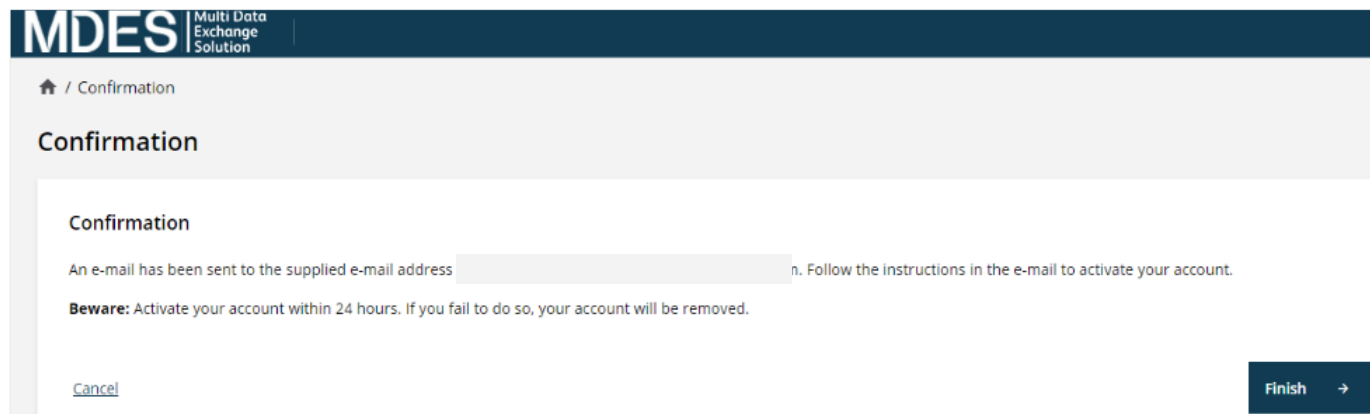 MDES Multi Data
Exchange
Solution
/ Confirmation
Confirmation
Confirmation
An e-mail has been sent to the supplied e-mail address . Follow the instructions in the e-mail to activate your account.
Beware: Activate your account within 24 hours. If you fail to do so, your account will be removed.
Cancel
Finish →